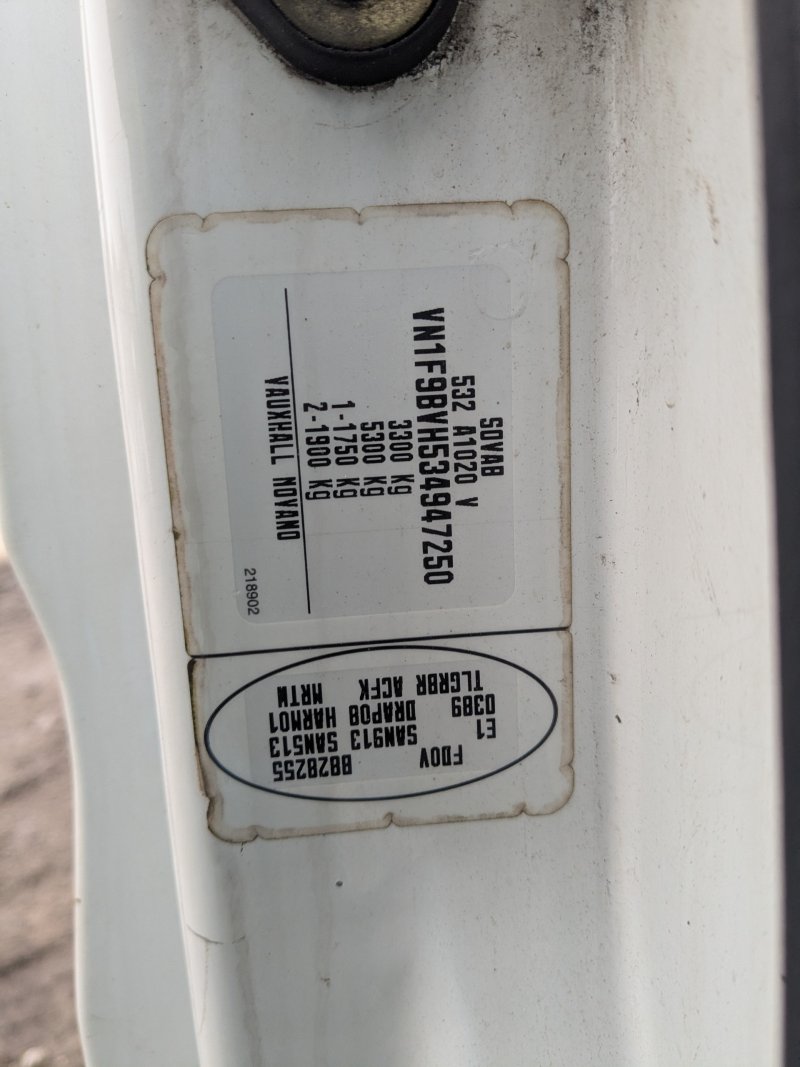 SOVAB
532 A1020 V
VN1F9BVH534947250
3300 Kg
5300 Kg
1-1750 Kg
2-1900 Kg
VAUXHALL MOVANO
218902
FDOV B828255
E1 SAN913 SAN513
0389 DRAP08 HARM01
TLGRBR ACFK MRTM